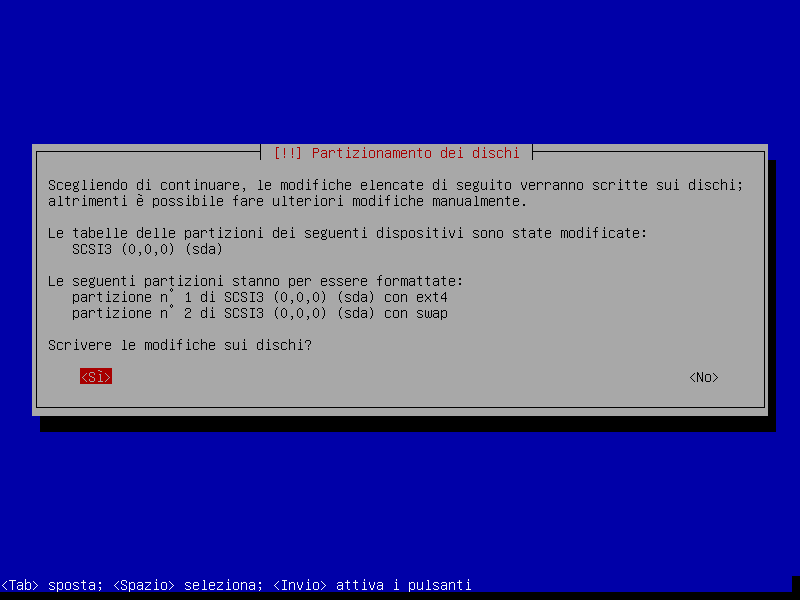 [!!] Partizionamento dei dischi
Scegliendo di continuare, le modifiche elencate di seguito verranno scritte sui dischi;
altrimenti è possibile fare ulteriori modifiche manualmente.
Le tabelle delle partizioni dei seguenti dispositivi sono state modificate:
SCSI3 (0,0,0) (sda)
Le seguenti partizioni stanno per essere formattate:
partizione n° 1 di SCSI3 (0,0,0) (sda) con ext4
partizione n° 2 di SCSI3 (0,0,0) (sda) con swap
Scrivere le modifiche sui dischi?
<Sì> <No>
<Tab> sposta; <Spazio> seleziona; <Invio> attiva i pulsanti